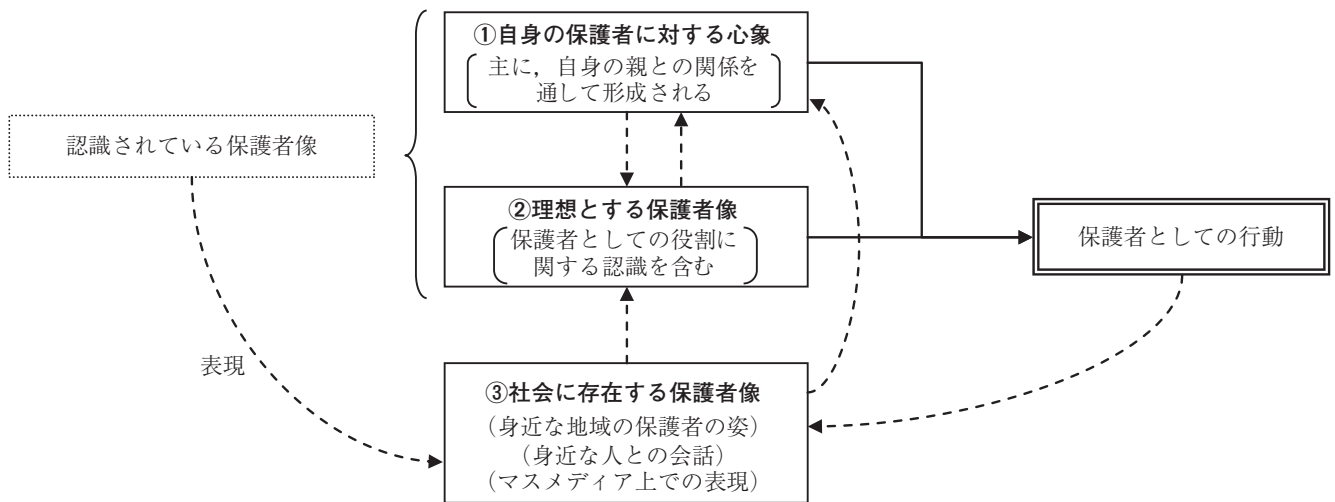 ①自身の保護者に対する心象
主に，自身の親との関係を
通して形成される
認識されている保護者像
②理想とする保護者像
保護者としての役割に
関する認識を含む
保護者としての行動
表現
③社会に存在する保護者像
（身近な地域の保護者の姿）
（身近な人との会話）
（マスメディア上での表現）